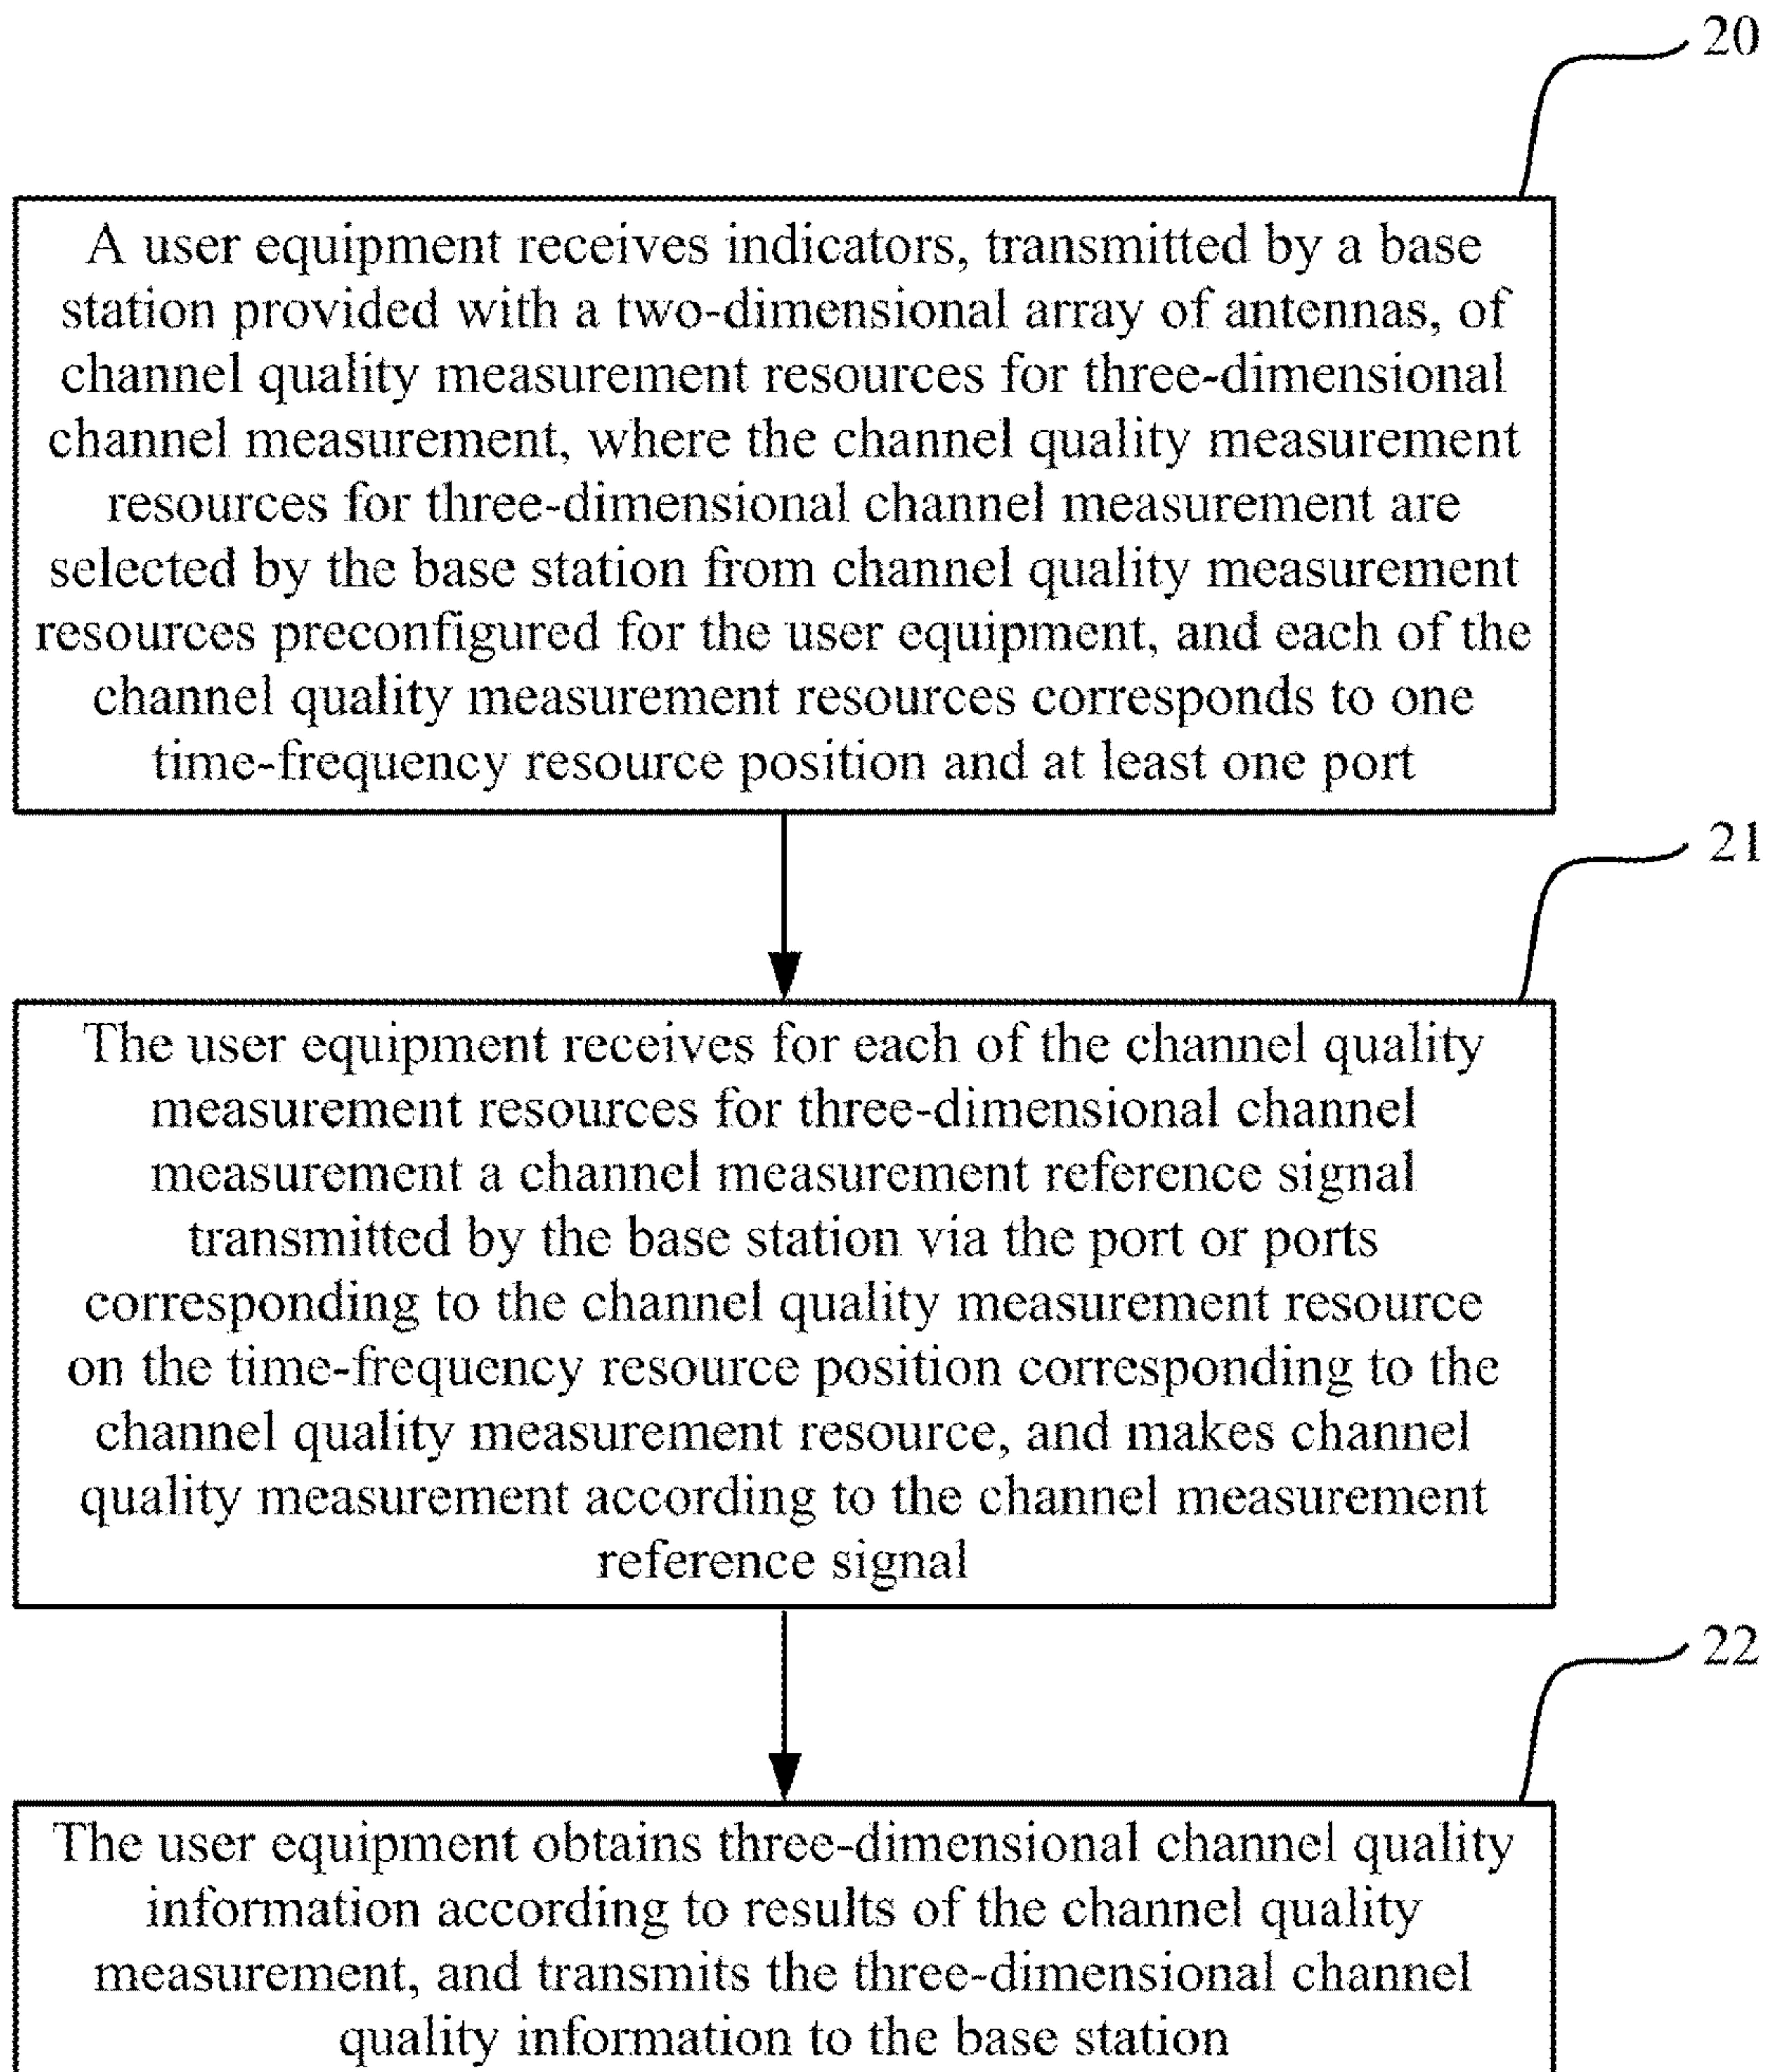 20
A user equipment receives indicators, transmitted by a base
station provided with a two-dimensional array of antennas, of
channel quality measurement resources for three-dimensional
channel measurement, where the channel quality measurement
resources for three-dimensional channel measurement are
selected by the base station from channel quality measurement
resources preconfigured for the user equipment, and each of the
channel quality measurement resources corresponds to one
time-frequency resource position and at least one port
21
The user equipment receives for each of the channel quality
measurement resources for three-dimensional channel
measurement a channel measurement reference signal
transmitted by the base station via the port or ports
corresponding to the channel quality measurement resource
on the time-frequency resource position corresponding to the
channel quality measurement resource, and makes channel
quality measurement according to the channel measurement
reference signal
22
The user equipment obtains three-dimensional channel quality
information according to results of the channel quality
measurement, and transmits the three-dimensional channel
quality information to the base station